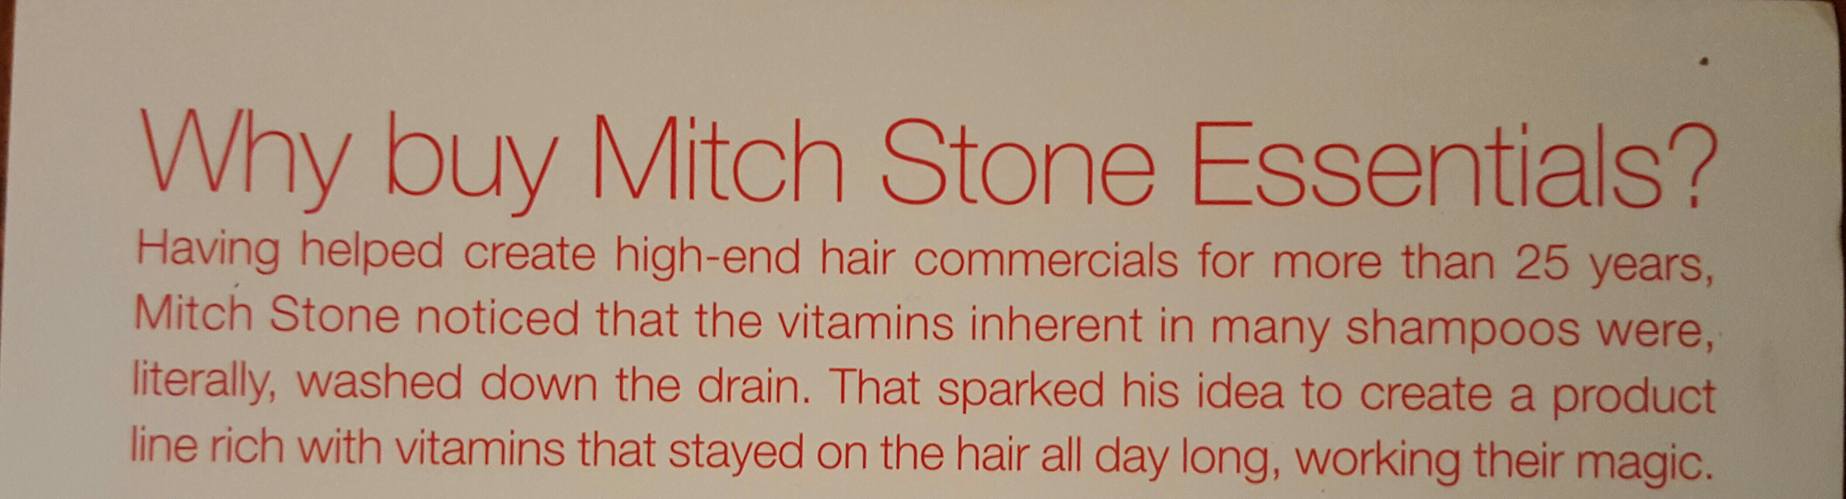 Why buy Mitch Stone Essentials?
Having helped create high-end hair commercials for more than 25 years,
Mitch Stone noticed that the vitamins inherent in many shampoos were,
literally, washed down the drain. That sparked his idea to create a product
line rich with vitamins that stayed on the hair all day long, working their magic.